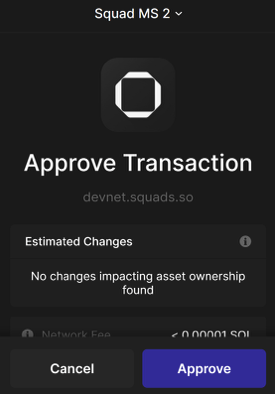 Squad MS 2
Approve Transaction
devnet.squads.so
Estimated Changes
No changes impacting asset ownership
found
Network Fee < 0.00001 SOL
Cancel Approve